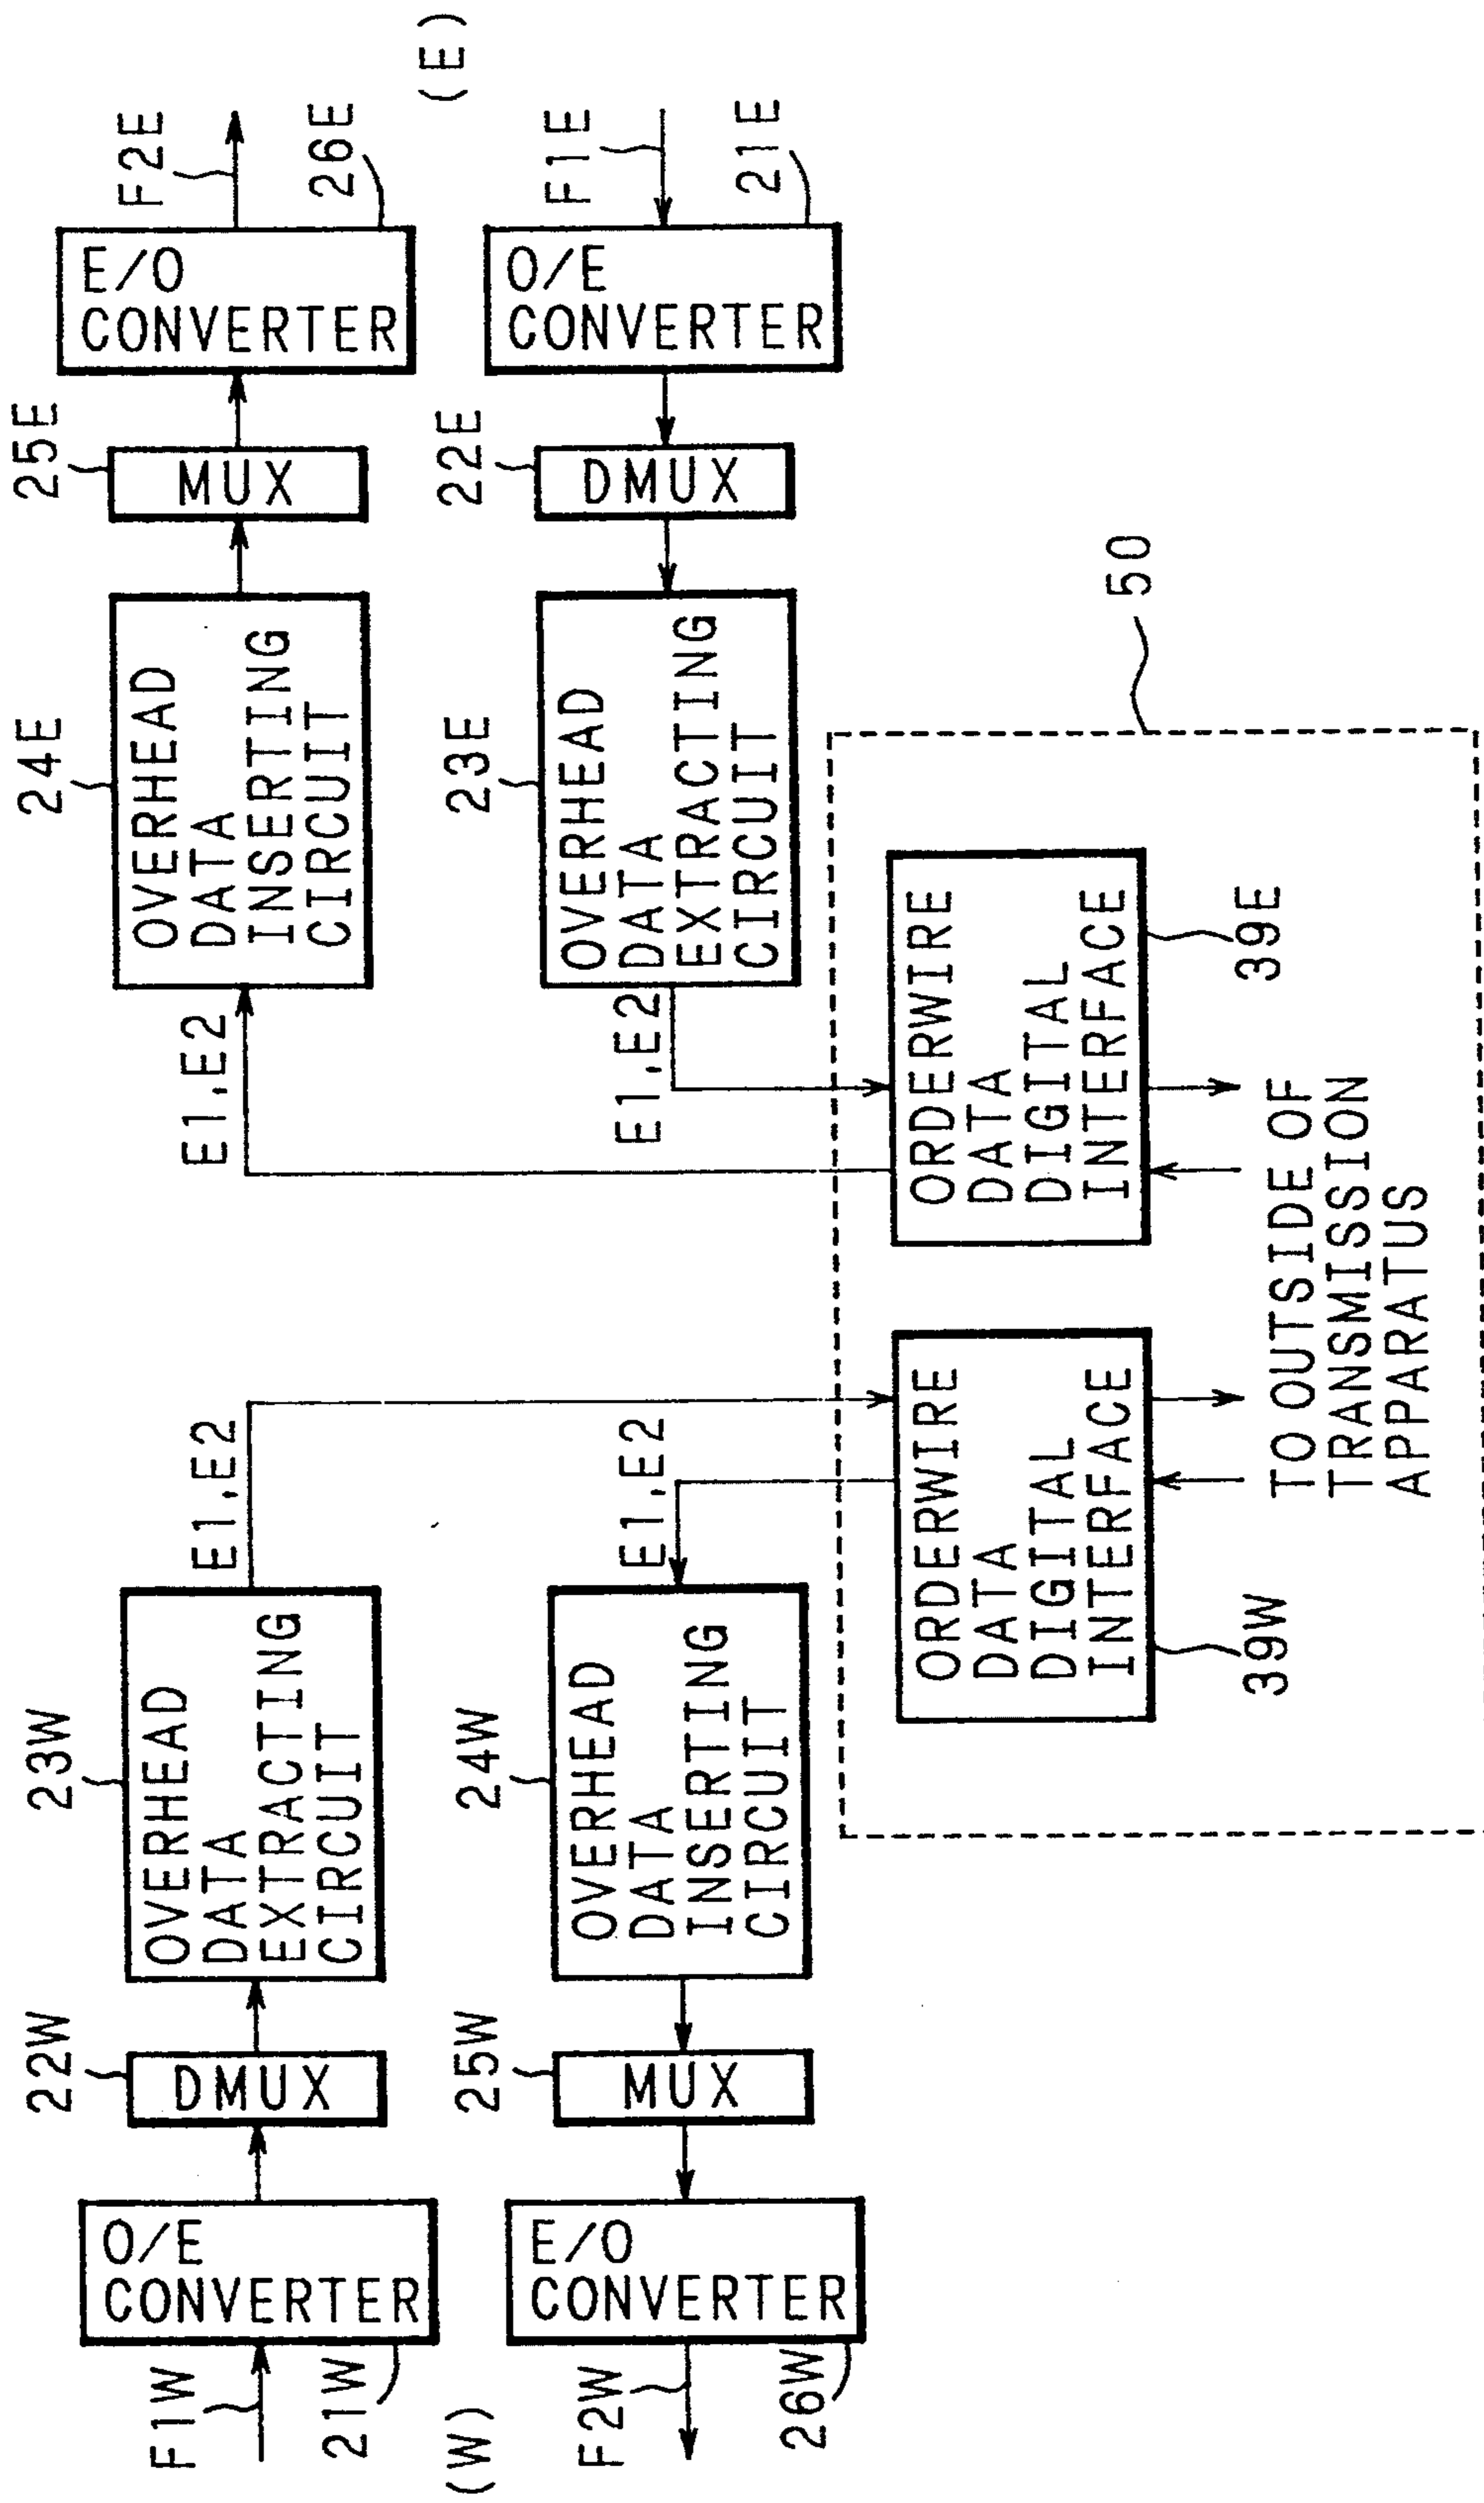 22W
23W
24E
25E
F1W
O/E
CONVERTER
21W
DMUX
OVERHEAD
DATA
EXTRACTING
CIRCUIT
E1,E2
E1,E2
OVERHEAD
DATA
INSERTING
CIRCUIT
MUX
E/O
CONVERTER
F2E
26E
(W)
(E)
25W
24W
23E
22E
F2W
E/O
CONVERTER
26W
MUX
OVERHEAD
DATA
INSERTING
CIRCUIT
E1,E2
E1,E2
OVERHEAD
DATA
EXTRACTING
CIRCUIT
DMUX
O/E
CONVERTER
F1E
21E
ORDERWIRE
DATA
DIGITAL
INTERFACE
39W
ORDERWIRE
DATA
DIGITAL
INTERFACE
39E
50
TO OUTSIDE OF
TRANSMISSION
APPARATUS